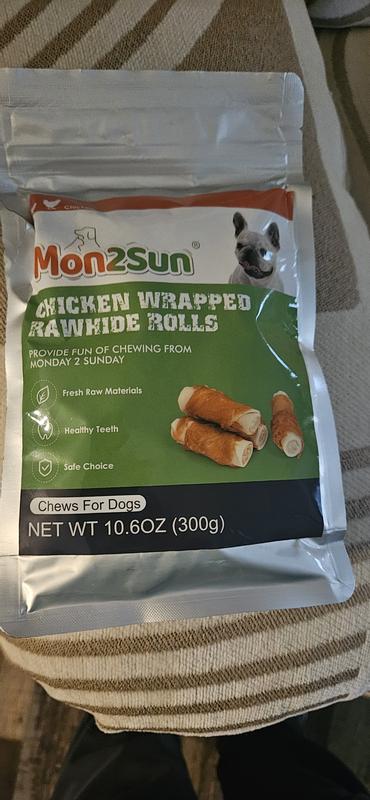 Mon2Sun®
CHICKEN WRAPPED
RAWHIDE ROLLS
PROVIDE FUN OF CHEWING FROM
MONDAY 2 SUNDAY
Fresh Raw Materials
Healthy Teeth
Safe Choice
Chews For Dogs
NET WT 10.6OZ (300g)